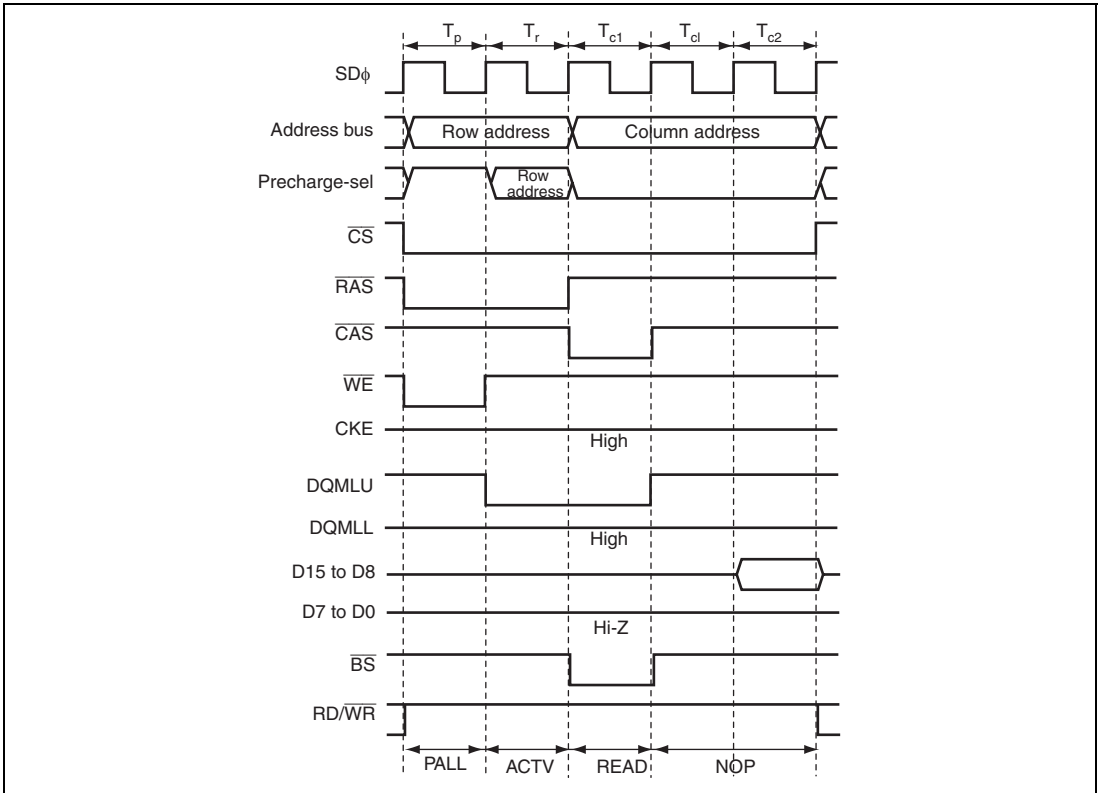 Tp Tr Tc1 Tcl Tc2
SDϕ
Address bus Row address Column address
Precharge-sel Row address
CS
RAS
CAS
WE
CKE High
DQMLU
DQMLL High
D15 to D8
D7 to D0 Hi-Z
BS
RD/WR
PALL ACTV READ NOP